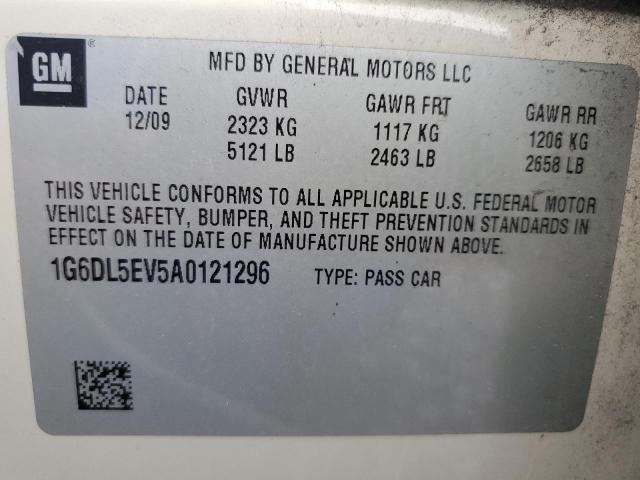 GM ® MFD BY GENERAL MOTORS LLC
DATE GVWR GAWR FRT GAWR RR
12/09 2323 KG 1117 KG 1206 KG
5121 LB 2463 LB 2658 LB
THIS VEHICLE CONFORMS TO ALL APPLICABLE U.S. FEDERAL MOTOR
VEHICLE SAFETY, BUMPER, AND THEFT PREVENTION STANDARDS IN
EFFECT ON THE DATE OF MANUFACTURE SHOWN ABOVE.
1G6DL5EV5A0121296 TYPE: PASS CAR